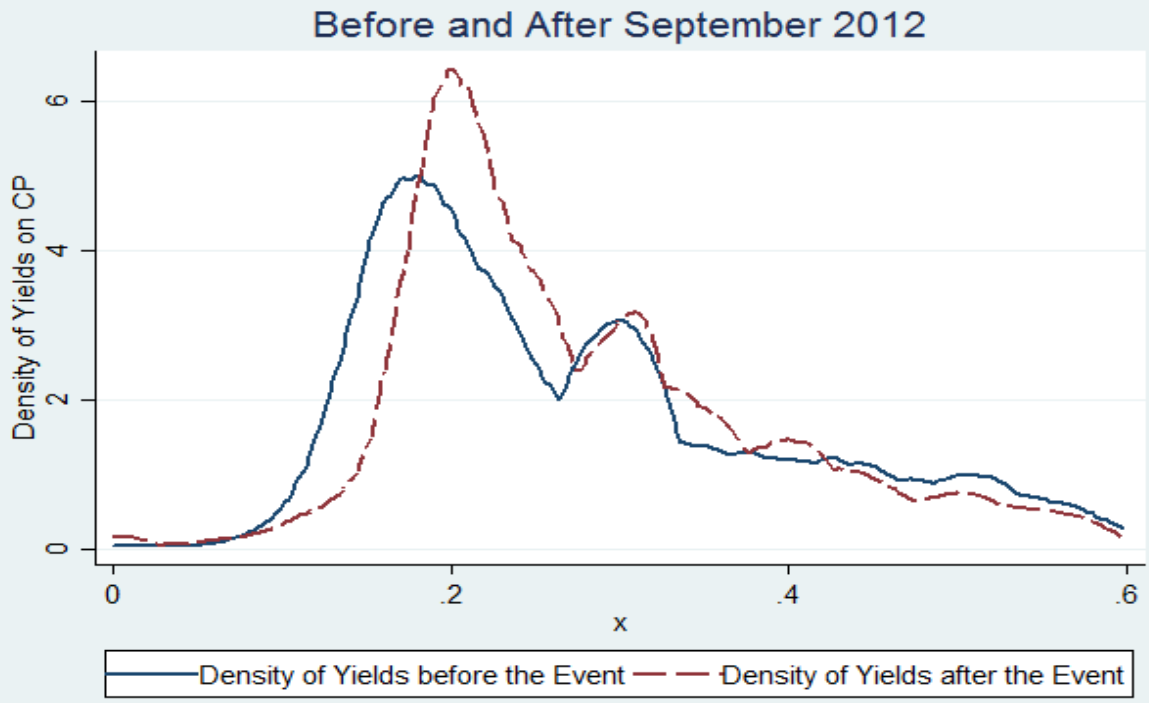 Before and After September 2012
Density of Yields on CP
6
4
2
0
0
.2
.4
.6
x
Density of Yields before the Event
Density of Yields after the Event